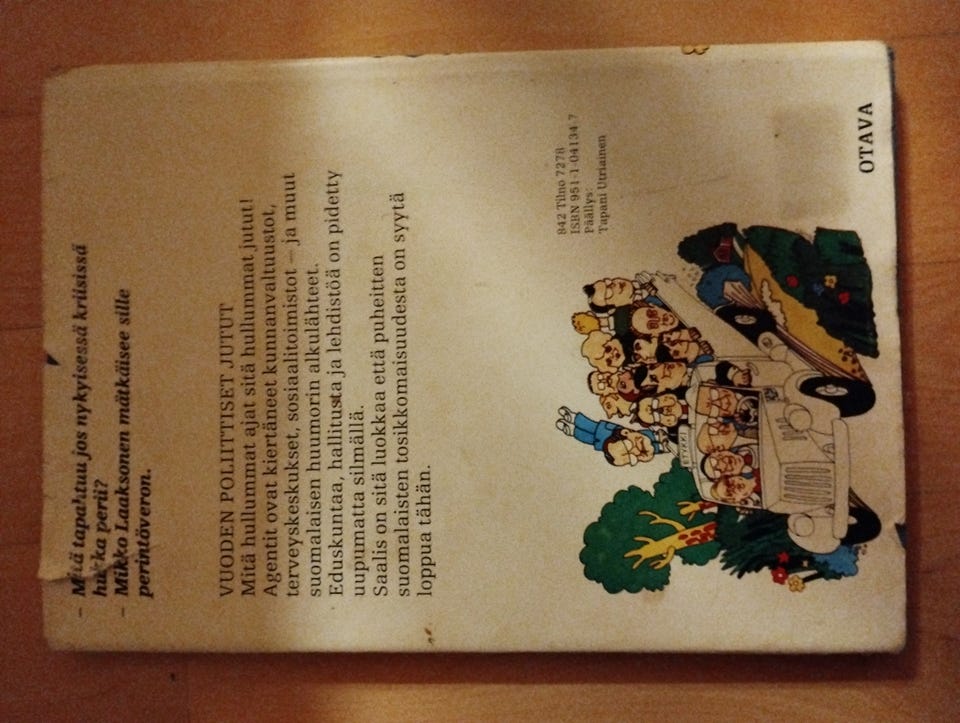 – Mitä tapahtuu jos nykyisessä kriisissä
hukka perii?
– Mikko Laaksonen mätkäisee sille
perintäveron.
VUODEN POLIITTISET JUTUT
Mitä hullummat ajat sitä hullummat jutut!
Agentit ovat kiertäneet kunnanvaltuustot,
terveyskeskukset, sosiaalitoimistot – ja muut
suomalaisen huumorin alkulähteet.
Eduskuntaa, hallitusta ja lehdistöä on pidetty
uupumatta silmällä.
Saalis on sitä luokkaa että puheitten
suomalaisten tosikkomaisuudesta on syytä
loppua tähän.
842 Tilno 7278
ISBN 951-1-04134-7
Päällys:
Tapani Utriainen
OTAVA